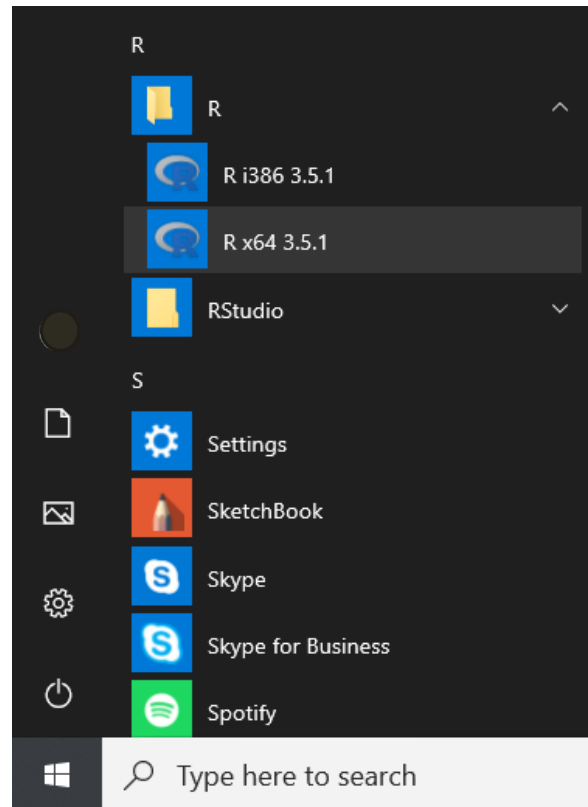 R
R
R i386 3.5.1
R x64 3.5.1
RStudio
S
Settings
SketchBook
Skype
Skype for Business
Spotify
Type here to search